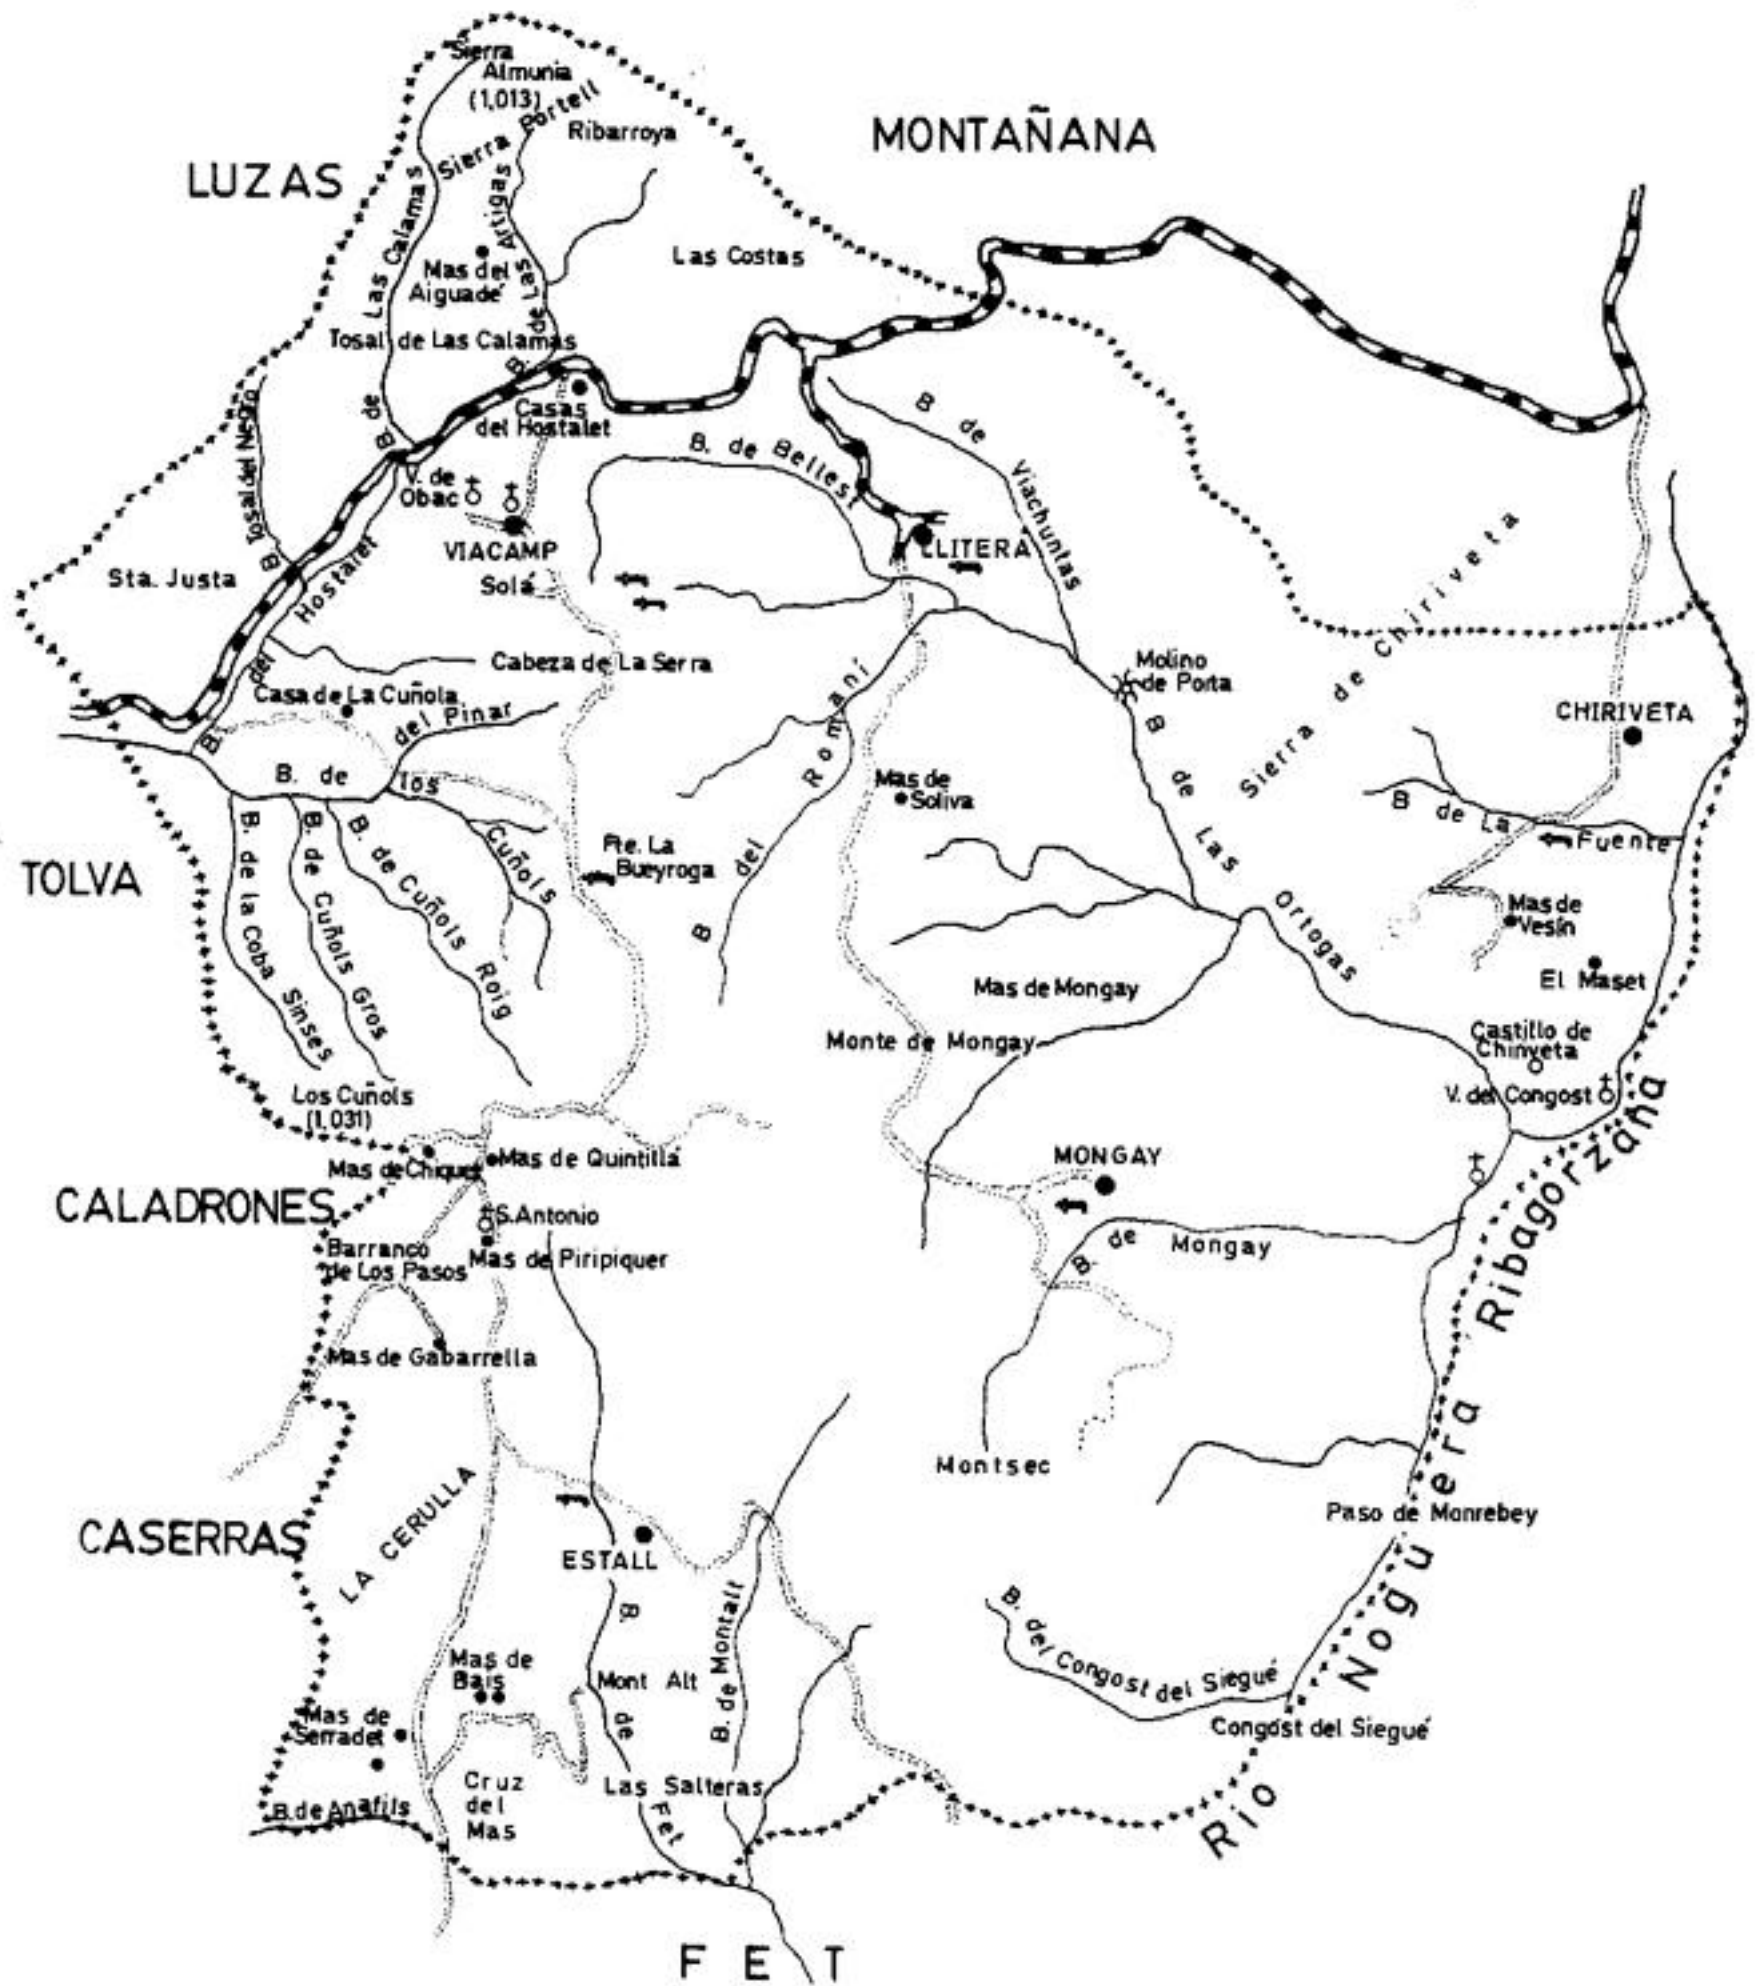 Sierra
Almunia
(1,013)
Sierra Portell
Ribarroya
MONTAÑANA
LUZAS
B. de Las Calamas
B. de Las Artigas
Mas del
Aiguade
Las Costas
Tosal de Las Calamas
B. Tosal del Negro
Casas
del Hostalet
B. de Bellest
B. de Viachuntas
V. de
Obac
VIACAMP
Solá
LLITERA
Sta. Justa
B. del Hostalet
Cabeza de La Serra
Casa de La Cuñola
del Pinar
B. de los Cuñols
B. del Romaní
Molino
de Porta
Sierra de Chiriveta
CHIRIVETA
Mas de
Soliva
B de Las Ortogas
B de La Fuente
TOLVA
B. de la Coba Sinses
B. de Cuñols Gros
B. de Cuñols Roig
Fte. La
Bueyroga
Mas de
Vesín
El Maset
Mas de Mongay
Monte de Mongay
Castillo de
Chinveta
V. del Congost
Los Cuñols
(1,031)
Mas de Chiquet
Mas de Quintilla
MONGAY
CALADRONES
S. Antonio
Barranco
de Los Pasos
Mas de Piripiquer
B. de Mongay
Mas de Gabarrella
Montsec
LA CERULLA
Paso de Monrebey
CASERRAS
ESTALL
B. de Fet
B. de Montalt
B. del Congost del Siegué
Mas de
Bais
Mont Alt
Mas de
Serradet
Congost del Siegué
Cruz
del
Mas
Las Salteras
B. de Anafils
Rio Noguera Ribagorzana
FET